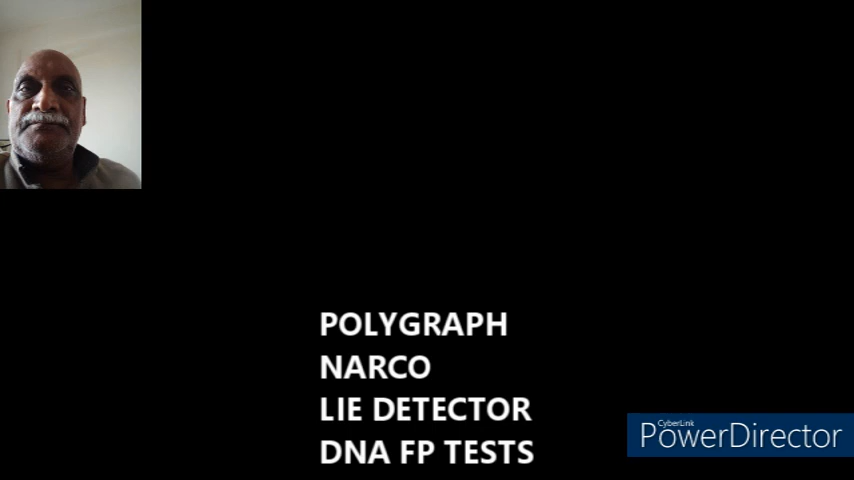 POLYGRAPH
NARCO
LIE DETECTOR
DNA FP TESTS
CyberLink
PowerDirector